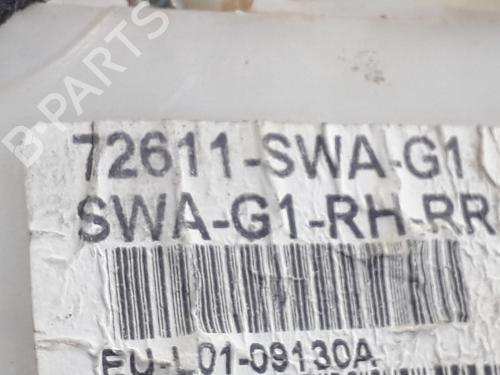 B-PARTS
72611-SWA-G1
SWA-G1-RH-RR
EU-L01-09130A